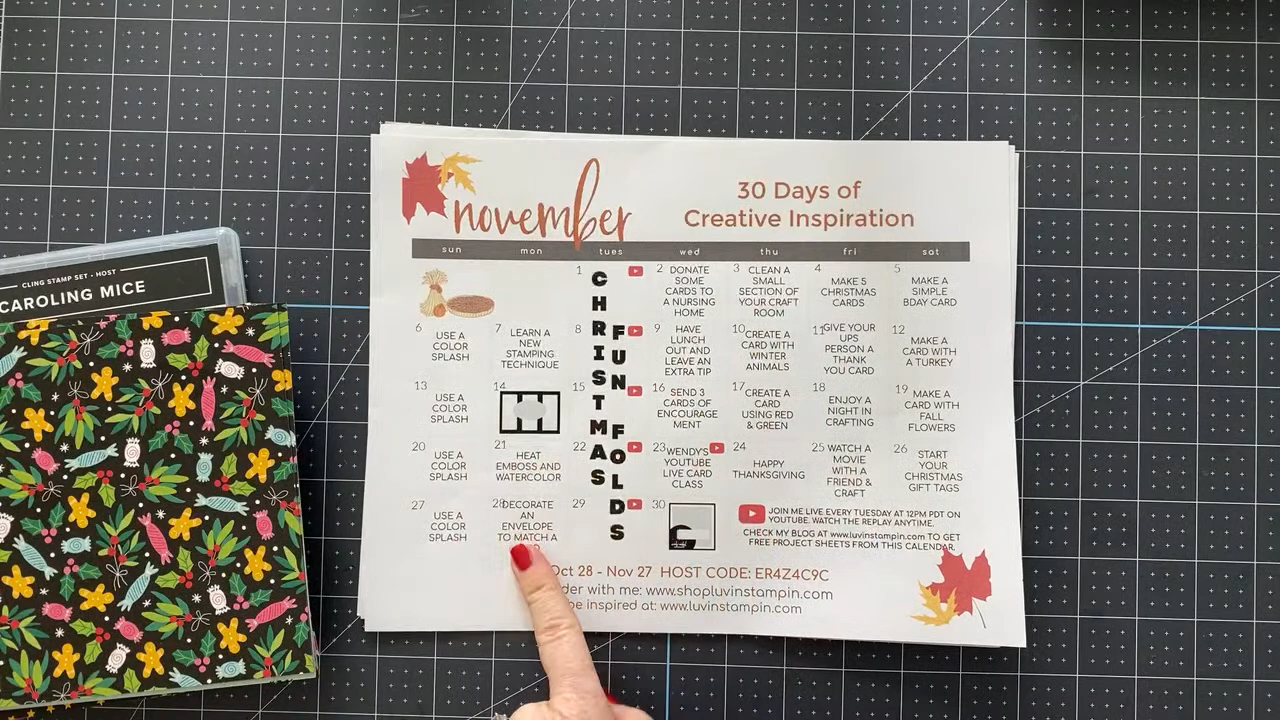 CLING STAMP SET • HOST
CAROLING MICE
november
30 Days of
Creative Inspiration
sun mon tues wed thu fri sat
1
CHRISTMAS
FUN FOLDS
2 DONATE
SOME
CARDS TO
A NURSING
HOME
3 CLEAN A
SMALL
SECTION OF
YOUR CRAFT
ROOM
4
MAKE 5
CHRISTMAS
CARDS
5
MAKE A
SIMPLE
BDAY CARD
6
USE A
COLOR
SPLASH
7
LEARN A
NEW
STAMPING
TECHNIQUE
8
9
HAVE
LUNCH
OUT AND
LEAVE AN
EXTRA TIP
10
CREATE A
CARD WITH
WINTER
ANIMALS
11 GIVE YOUR
UPS
PERSON A
THANK
YOU CARD
12
MAKE A
CARD WITH
A TURKEY
13
USE A
COLOR
SPLASH
14
15
16
SEND 3
CARDS OF
ENCOURAGE
MENT
17
CREATE A
CARD
USING RED
& GREEN
18
ENJOY A
NIGHT IN
CRAFTING
19
MAKE A
CARD WITH
FALL
FLOWERS
20
USE A
COLOR
SPLASH
21
HEAT
EMBOSS AND
WATERCOLOR
22
23 WENDY'S
YOUTUBE
LIVE CARD
CLASS
24
HAPPY
THANKSGIVING
25 WATCH A
MOVIE
WITH A
FRIEND &
CRAFT
26
START
YOUR
CHRISTMAS
GIFT TAGS
27
USE A
COLOR
SPLASH
28 DECORATE
AN
ENVELOPE
TO MATCH A
29
30
JOIN ME LIVE EVERY TUESDAY AT 12PM PDT ON
YOUTUBE. WATCH THE REPLAY ANYTIME.
CHECK MY BLOG AT www.luvinstampin.com TO GET
FREE PROJECT SHEETS FROM THIS CALENDAR.
Oct 28 - Nov 27 HOST CODE: ER4Z4C9C
with me: www.shopluvinstampin.com
be inspired at: www.luvinstampin.com